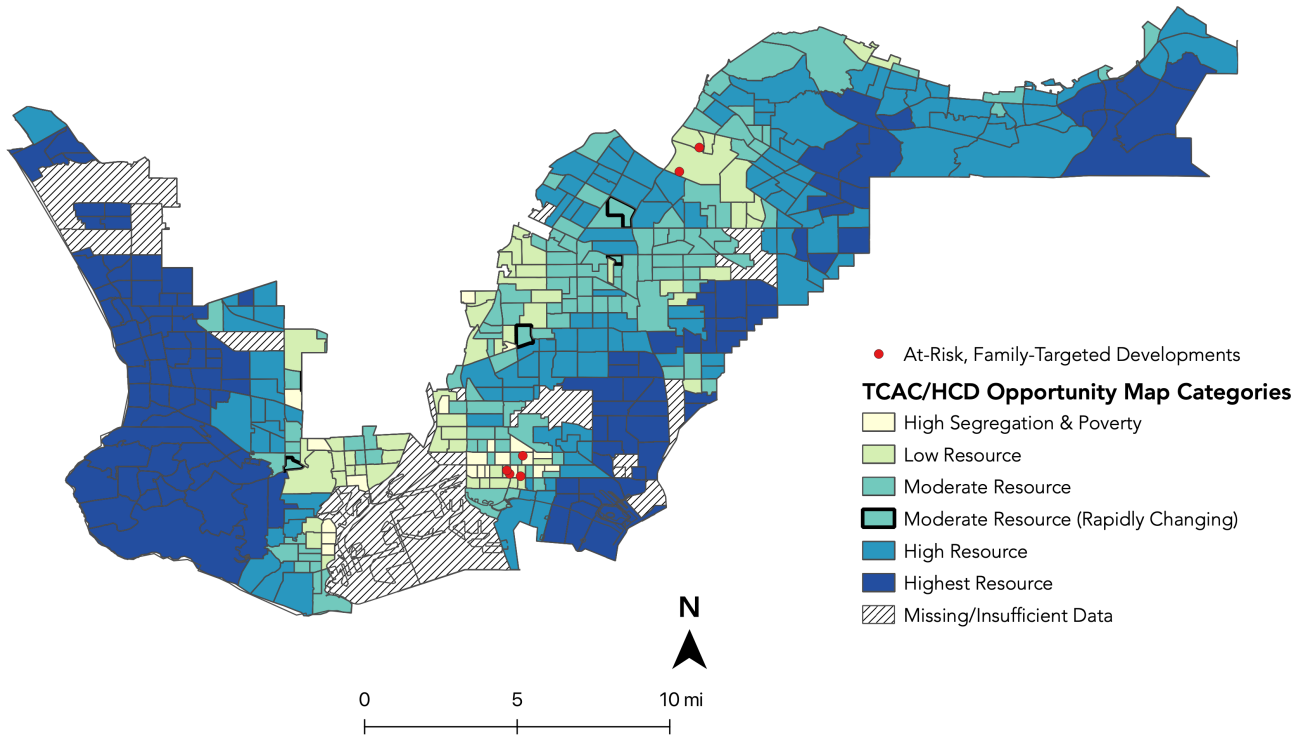 At-Risk, Family-Targeted Developments
TCAC/HCD Opportunity Map Categories
High Segregation & Poverty
Low Resource
Moderate Resource
Moderate Resource (Rapidly Changing)
High Resource
Highest Resource
Missing/Insufficient Data
N
0 5 10 mi